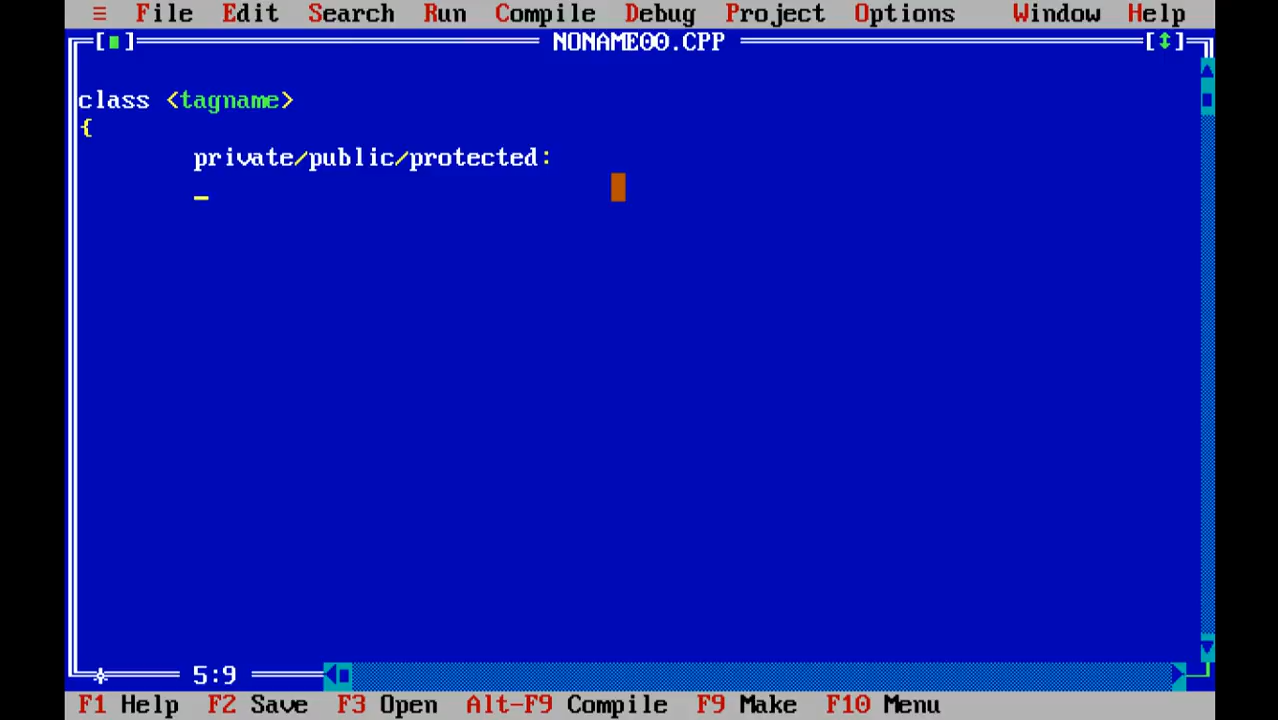 ≡ File Edit Search Run Compile Debug Project Options Window Help
[■] NONAME00.CPP [↕]
class <tagname>
{
private/public/protected:
5:9
F1 Help F2 Save F3 Open Alt-F9 Compile F9 Make F10 Menu